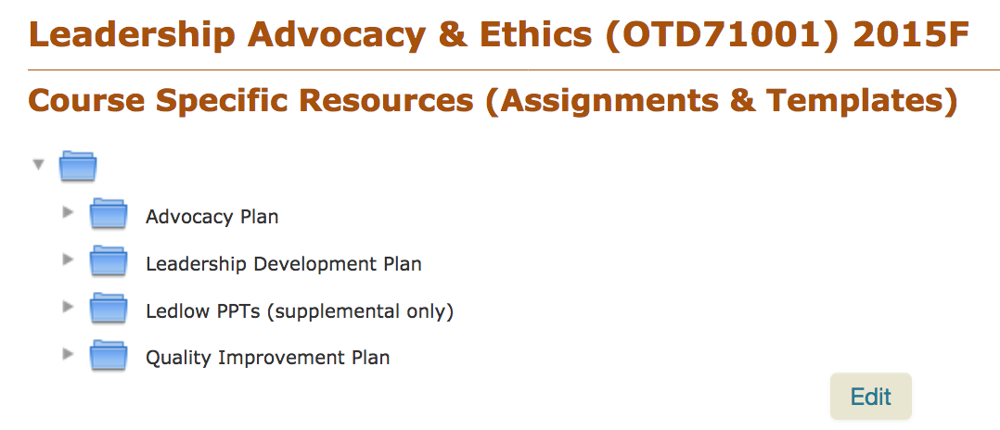 Leadership Advocacy & Ethics (OTD71001) 2015F
Course Specific Resources (Assignments & Templates)
Advocacy Plan
Leadership Development Plan
Ledlow PPTs (supplemental only)
Quality Improvement Plan
Edit